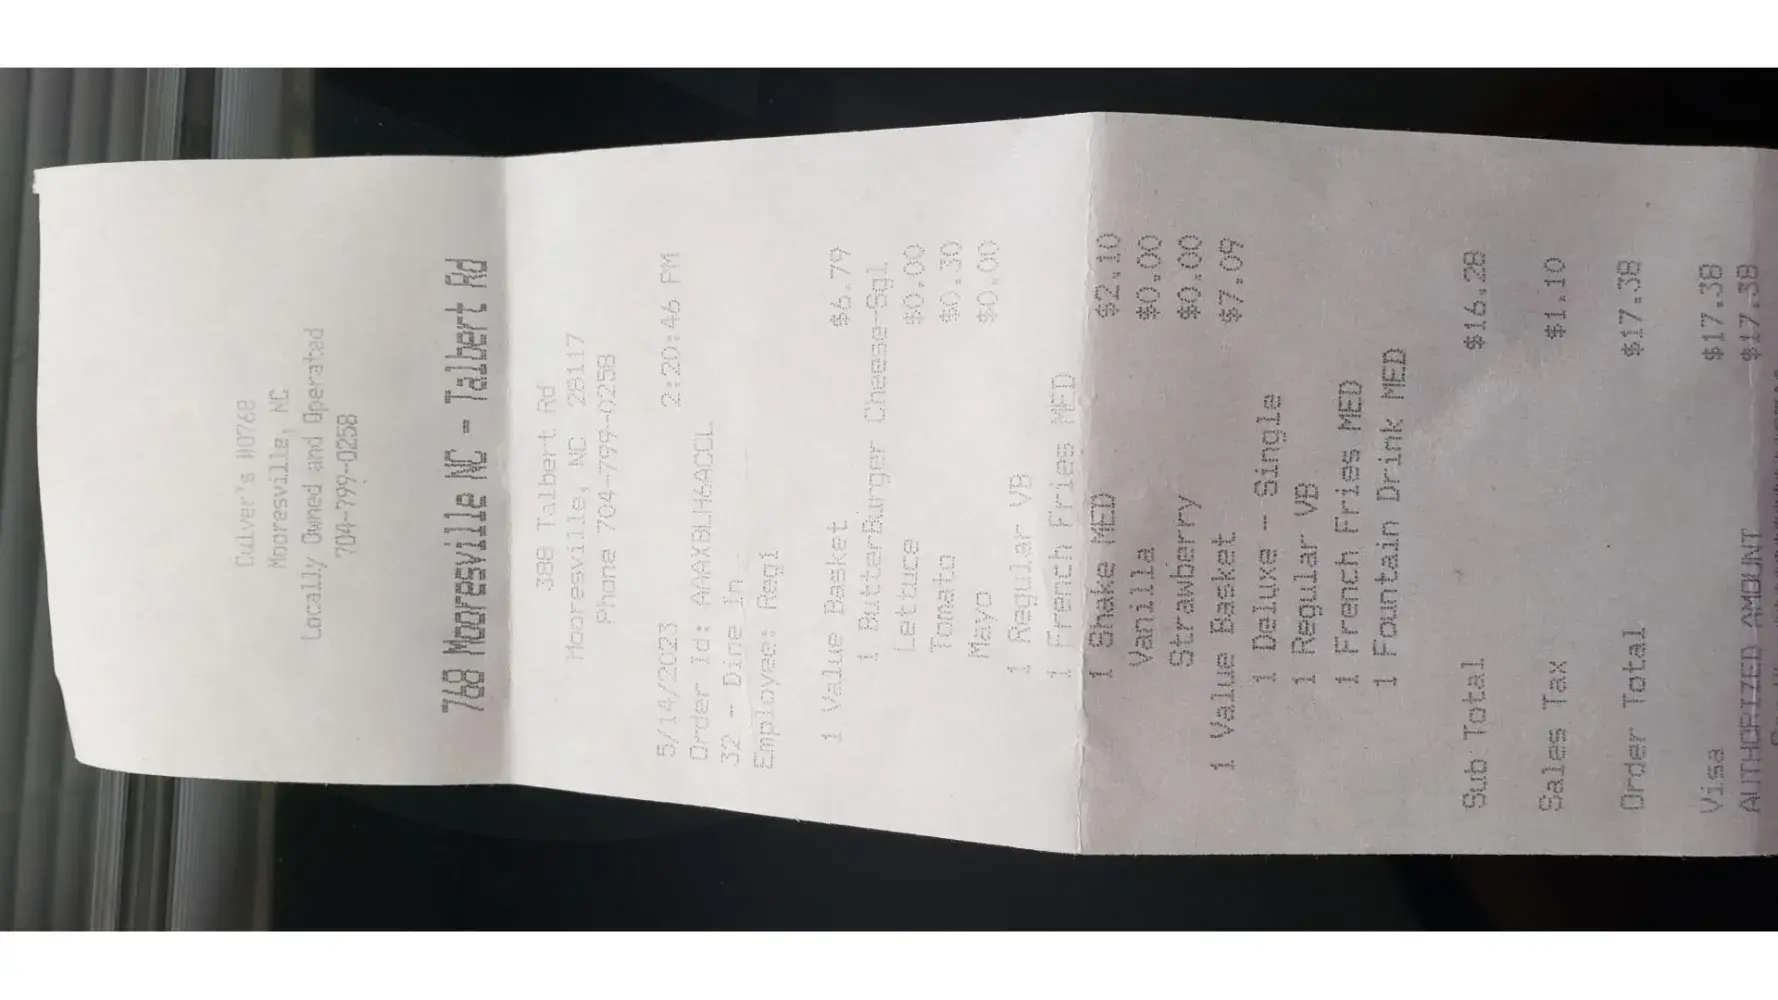 Culver's #0768
Mooresville, NC
Locally Owned and Operated
704-799-0258
768 Mooresville NC - Talbert Rd
388 Talbert Rd
Mooresville, NC 28117
Phone 704-799-0258
5/14/2023 2:20:46 PM
Order Id: AAAXBLH6ACCL
32 - Dine In
Employee: Reg1
1 Value Basket $6.79
1 ButterBurger Cheese-Sgl
Lettuce $0.00
Tomato $0.30
Mayo $0.00
1 Regular VB
1 French Fries MED
1 Shake MED $2.10
Vanilla $0.00
Strawberry $0.00
1 Value Basket $7.09
1 Deluxe - Single
1 Regular VB
1 French Fries MED
1 Fountain Drink MED
Sub Total $16.28
Sales Tax $1.10
Order Total $17.38
Visa $17.38
AUTHORIZED AMOUNT $17.38